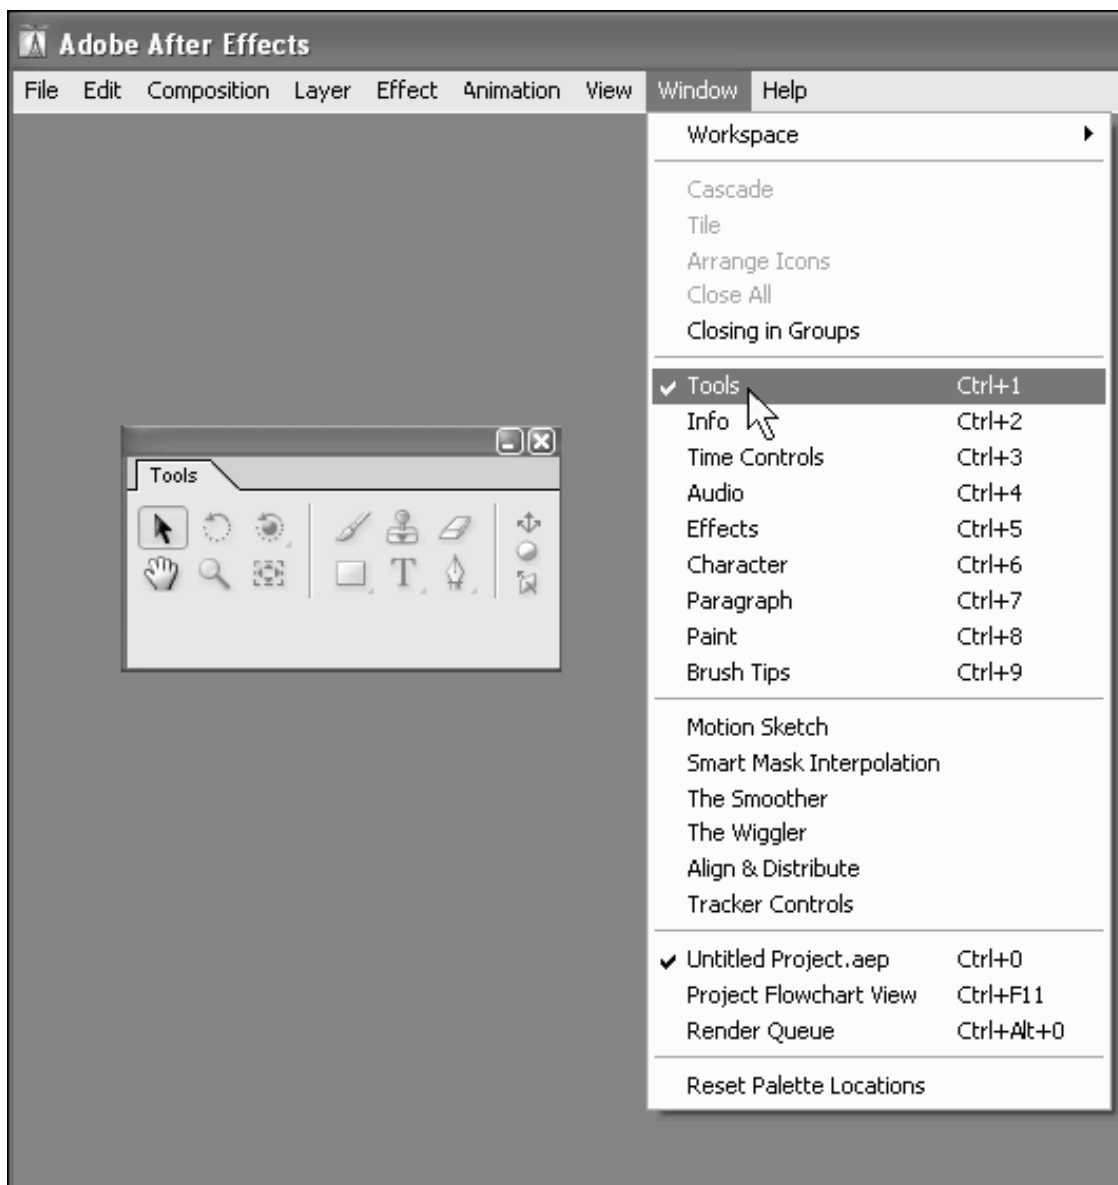 Adobe After Effects
File Edit Composition Layer Effect Animation View Window Help
Workspace
Cascade
Tile
Arrange Icons
Close All
Closing in Groups
Tools Ctrl+1
Info Ctrl+2
Time Controls Ctrl+3
Audio Ctrl+4
Effects Ctrl+5
Character Ctrl+6
Paragraph Ctrl+7
Paint Ctrl+8
Brush Tips Ctrl+9
Motion Sketch
Smart Mask Interpolation
The Smoother
The Wiggler
Align & Distribute
Tracker Controls
Untitled Project.aep Ctrl+0
Project Flowchart View Ctrl+F11
Render Queue Ctrl+Alt+0
Reset Palette Locations
Tools
T